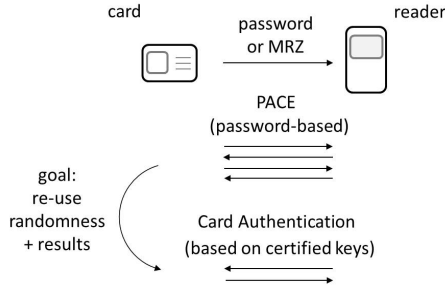 card
reader
password
or MRZ
PACE
(password-based)
goal:
re-use
randomness
+ results
Card Authentication
(based on certified keys)